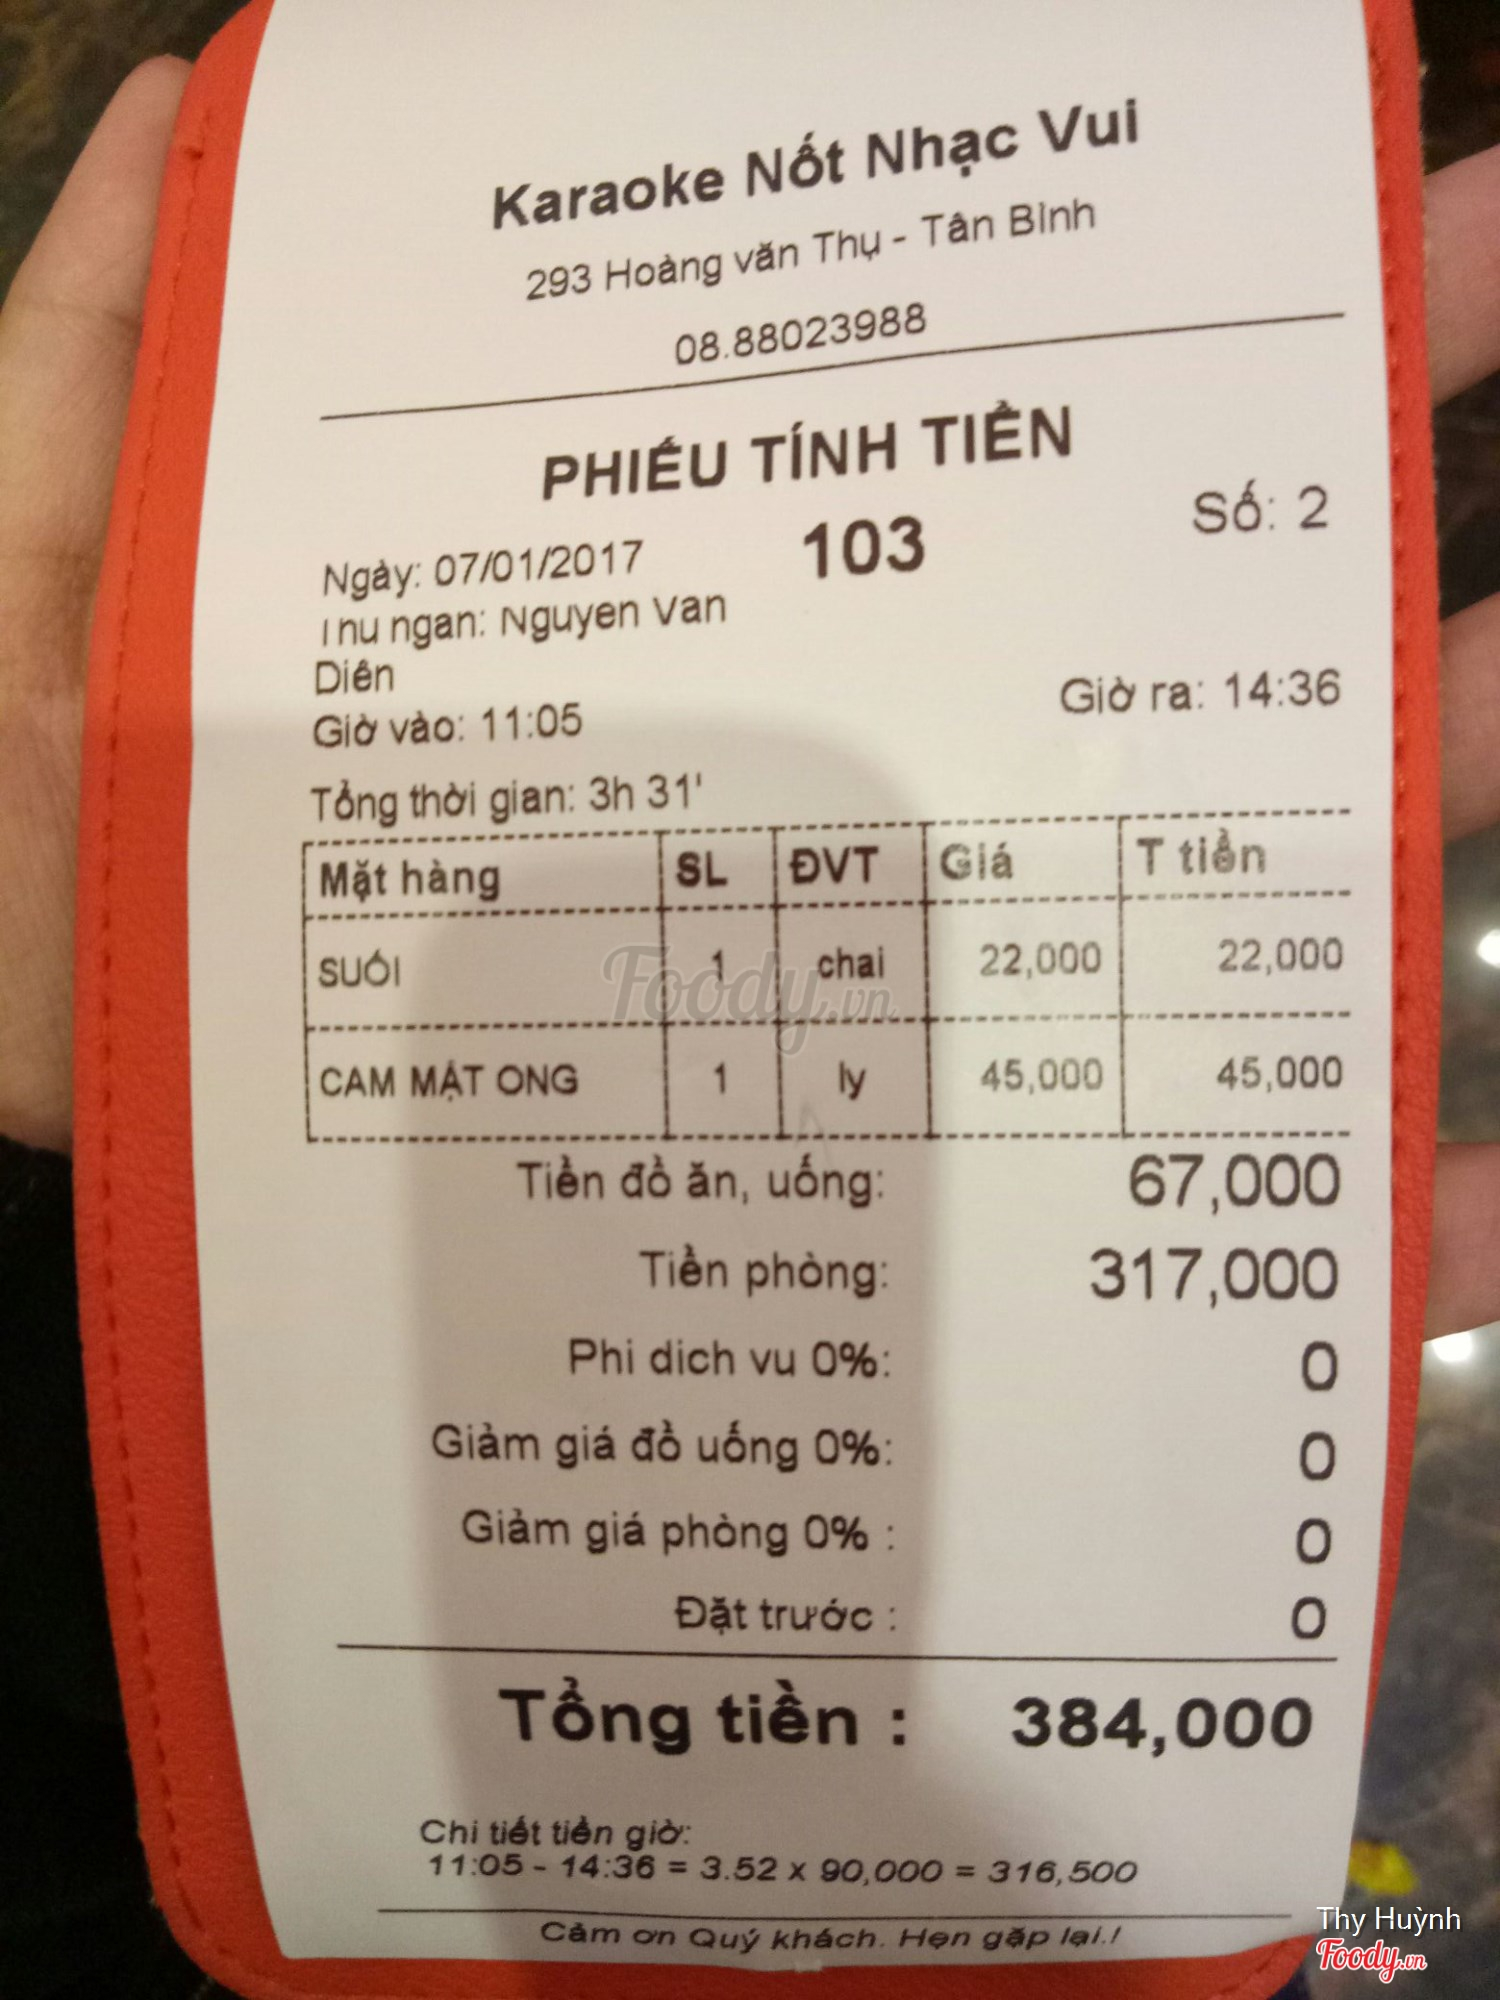 Karaoke Nốt Nhạc Vui
293 Hoàng văn Thụ - Tân Bình
08.88023988
PHIẾU TÍNH TIỀN
103
Số: 2
Ngày: 07/01/2017
Thu ngan: Nguyen Van
Diên
Giờ vào: 11:05
Giờ ra: 14:36
Tổng thời gian: 3h 31'
Mặt hàng SL ĐVT Giá T tiền
SUỐI 1 chai 22,000 22,000
CAM MẬT ONG 1 ly 45,000 45,000
Tiền đồ ăn, uống: 67,000
Tiền phòng: 317,000
Phi dich vu 0%: 0
Giảm giá đồ uống 0%: 0
Giảm giá phòng 0% : 0
Đặt trước : 0
Tổng tiền : 384,000
Chi tiết tiền giờ:
11:05 - 14:36 = 3.52 x 90,000 = 316,500
Cảm ơn Quý khách. Hẹn gặp lại.!
Foody.vn
Thy Huỳnh
Foody.vn